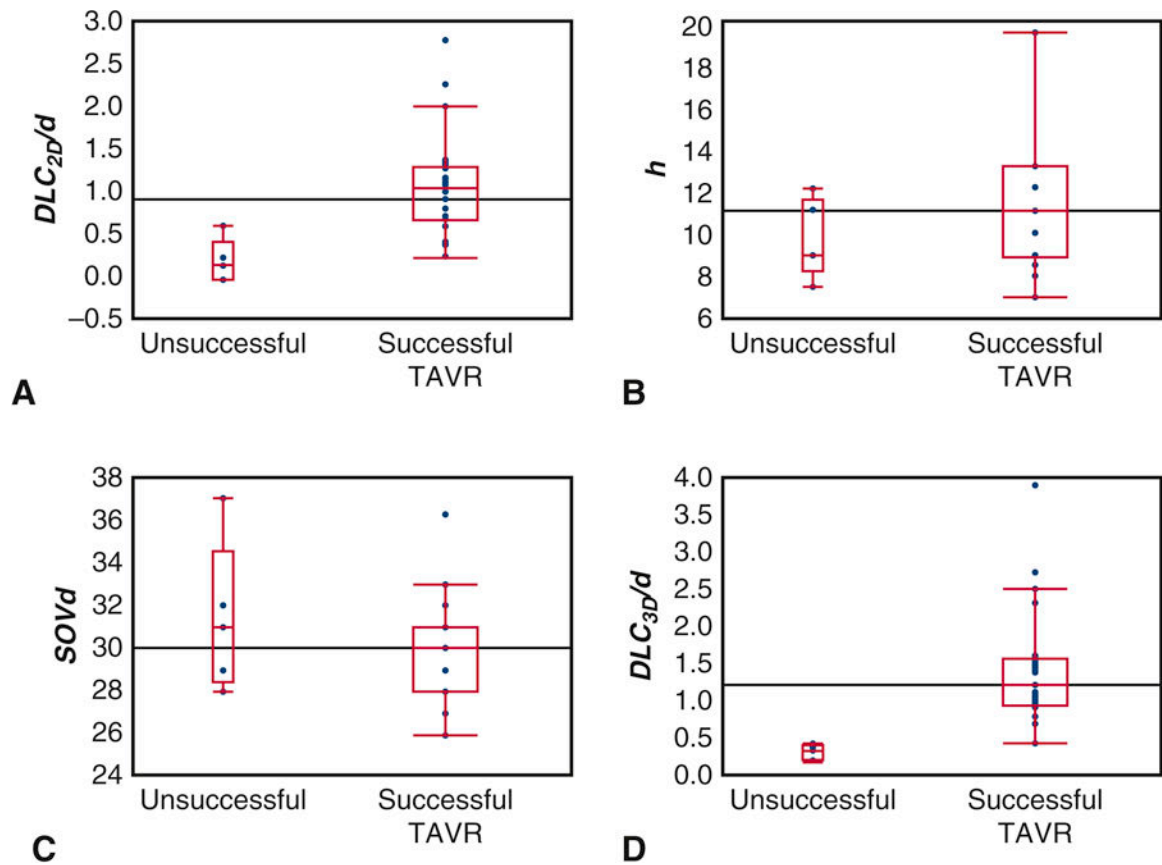 DLC2D/d
3.0
2.5
2.0
1.5
1.0
0.5
0.0
–0.5
Unsuccessful
Successful
TAVR
A
h
20
18
16
14
12
10
8
6
Unsuccessful
Successful
TAVR
B
SOVd
38
36
34
32
30
28
26
24
Unsuccessful
Successful
TAVR
C
DLC3D/d
4.0
3.5
3.0
2.5
2.0
1.5
1.0
0.5
0.0
Unsuccessful
Successful
TAVR
D